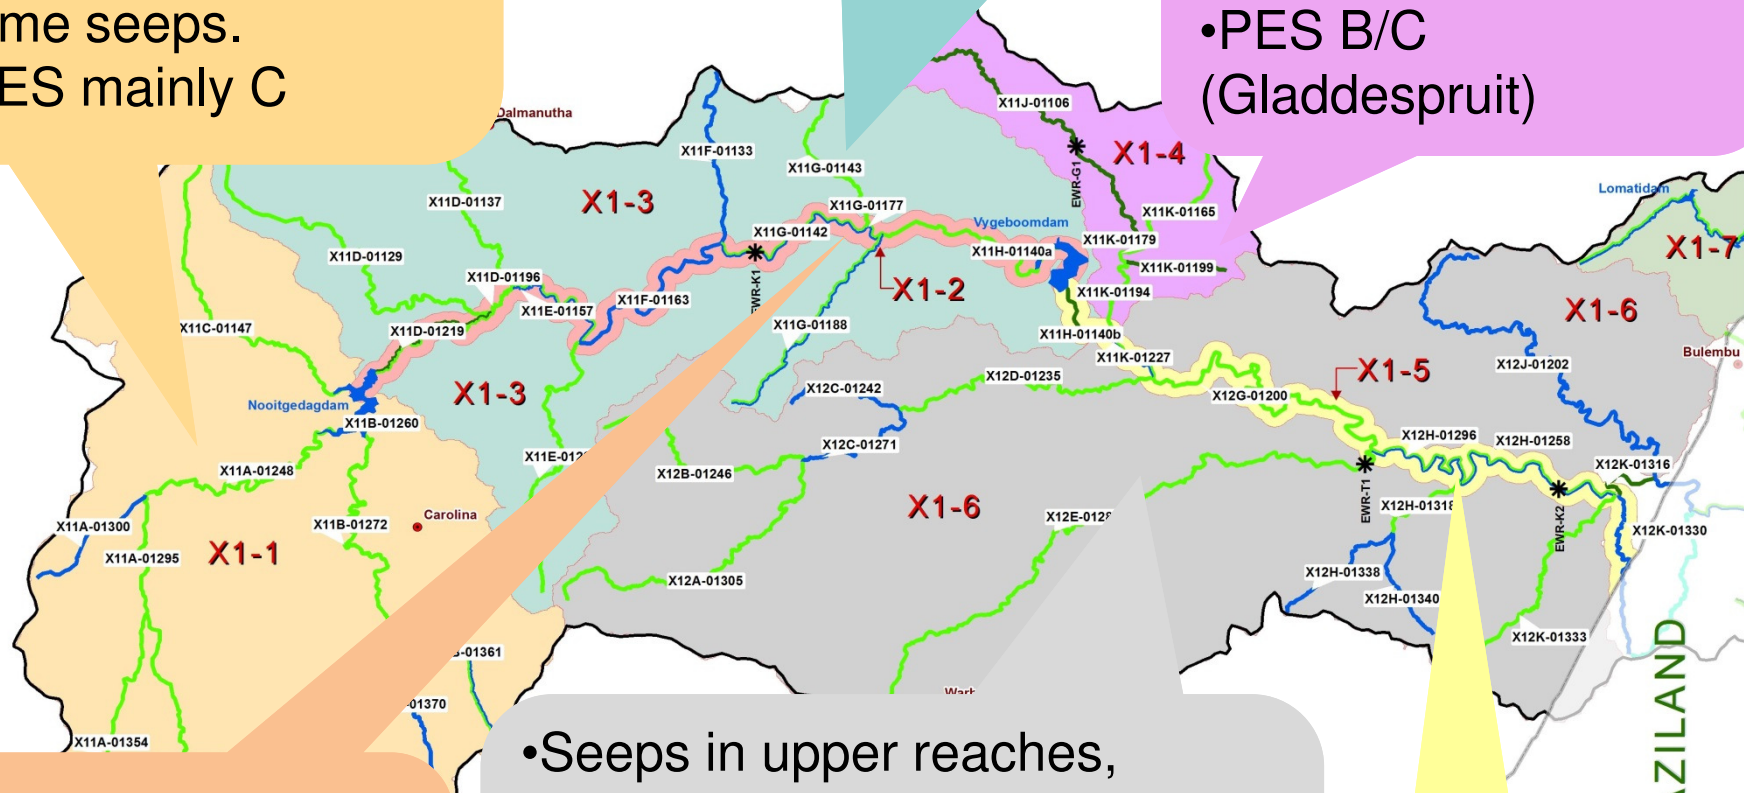 me seeps.
ES mainly C
•PES B/C
(Gladdespruit)
Dalmanutha
X11J-01106
X11F-01133
X1-4
X11G-01143
EWR-G1
Lomatidam
X1-3
X11D-01137
X11G-01177
X11K-01165
Vygeboomdam
X11G-01142
X11K-01179
X1-7
X11D-01129
X11H-01140a
X11K-01199
X11D-01196
X1-2
X11K-01194
EWR-K1
X11F-01163
X11E-01157
X1-6
X11C-01147
X11D-01219
X11G-01188
X11H-01140b
Bulembu
X11K-01227
X12J-01202
X1-5
X12D-01235
X1-3
X12C-01242
X12G-01200
Nooitgedagdam
X11B-01260
X12H-01296
X12H-01258
X12C-01271
X11E-01
X12K-01316
X11A-01248
X12B-01246
EWR-T1
X1-6
X12H-01318
Carolina
X12E-0128
EWR-K2
X11A-01300
X11B-01272
X12K-01330
X1-1
X11A-01295
X12H-01338
X12A-01305
X12H-01340
X12K-01333
-01361
AZILAND
-01370
X11A-01354
•Seeps in upper reaches,